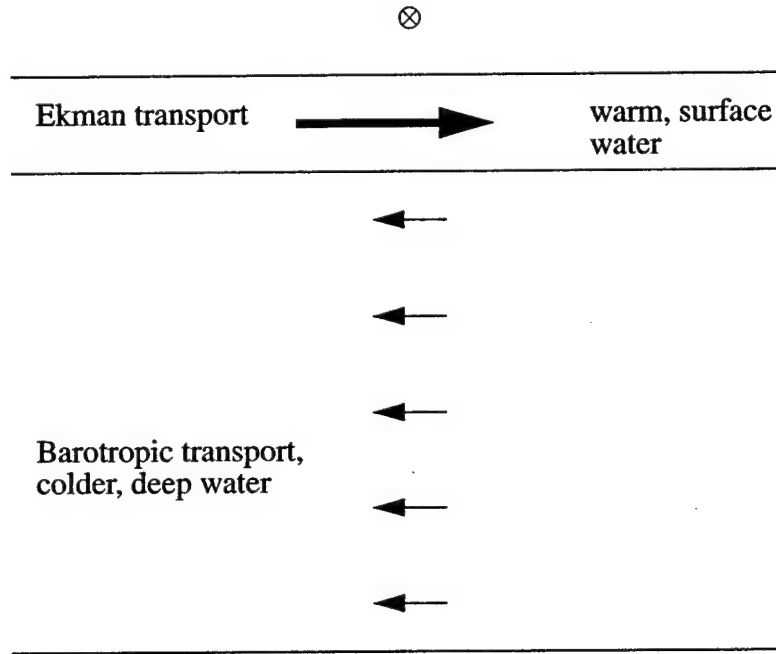 Ekman transport
warm, surface
water
Barotropic transport,
colder, deep water